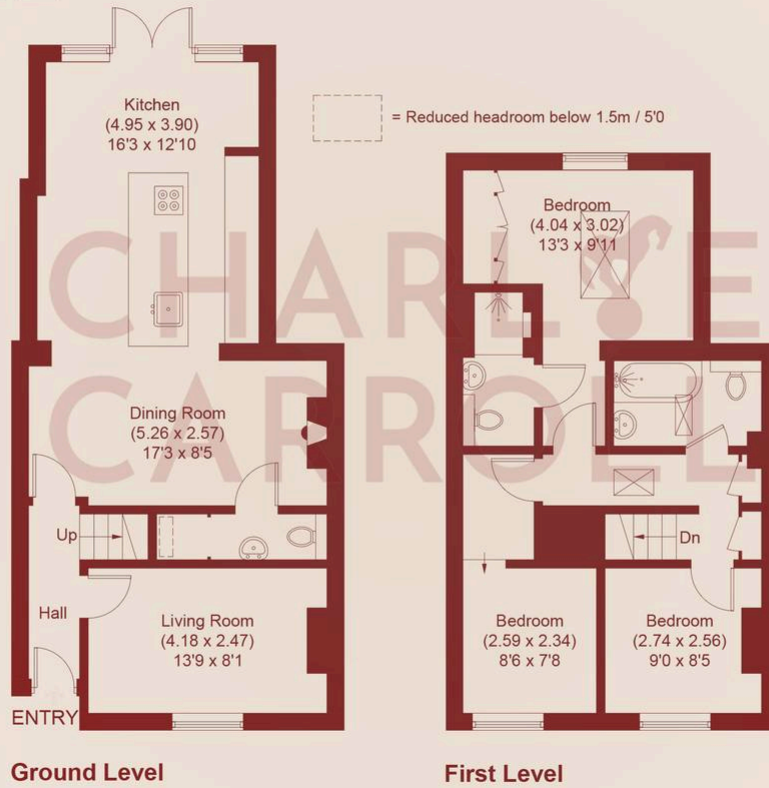 Kitchen
(4.95 x 3.90)
16'3 x 12'10
= Reduced headroom below 1.5m / 5'0
Bedroom
(4.04 x 3.02)
13'3 x 9'11
CHARL E
CARROLL
Dining Room
(5.26 x 2.57)
17'3 x 8'5
Up
Dn
Hall
Living Room
(4.18 x 2.47)
13'9 x 8'1
Bedroom
(2.59 x 2.34)
8'6 x 7'8
Bedroom
(2.74 x 2.56)
9'0 x 8'5
ENTRY
Ground Level
First Level